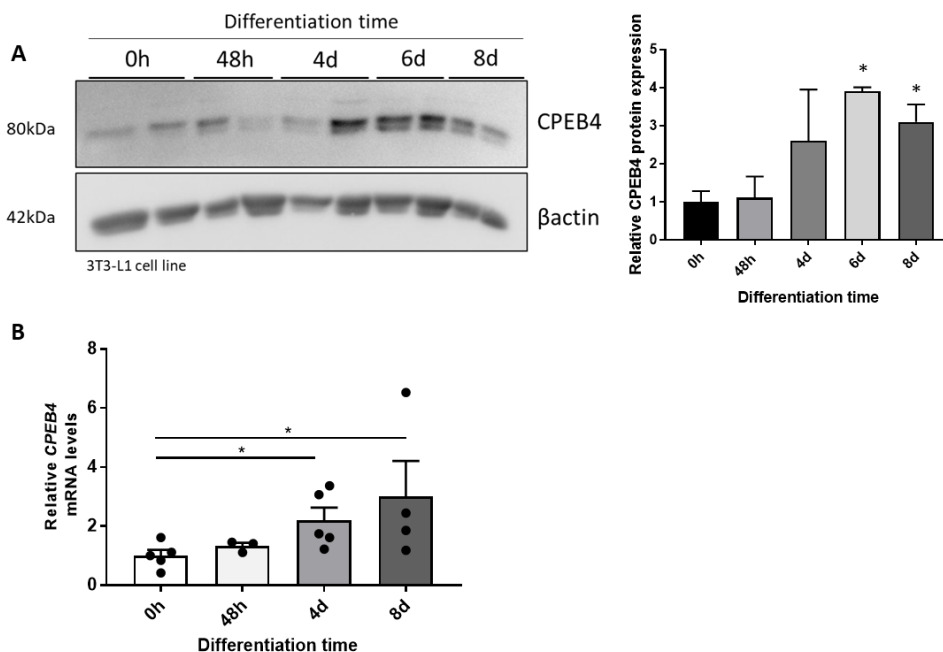 Differentiation time
A
0h 48h 4d 6d 8d
80kDa
CPEB4
42kDa
βactin
3T3-L1 cell line
Relative CPEB4 protein expression
5
4
3
2
1
0
*
*
0h 48h 4d 6d 8d
Differentiation time
B
Relative CPEB4
mRNA levels
8
6
4
2
0
*
*
0h 48h 4d 8d
Differentiation time